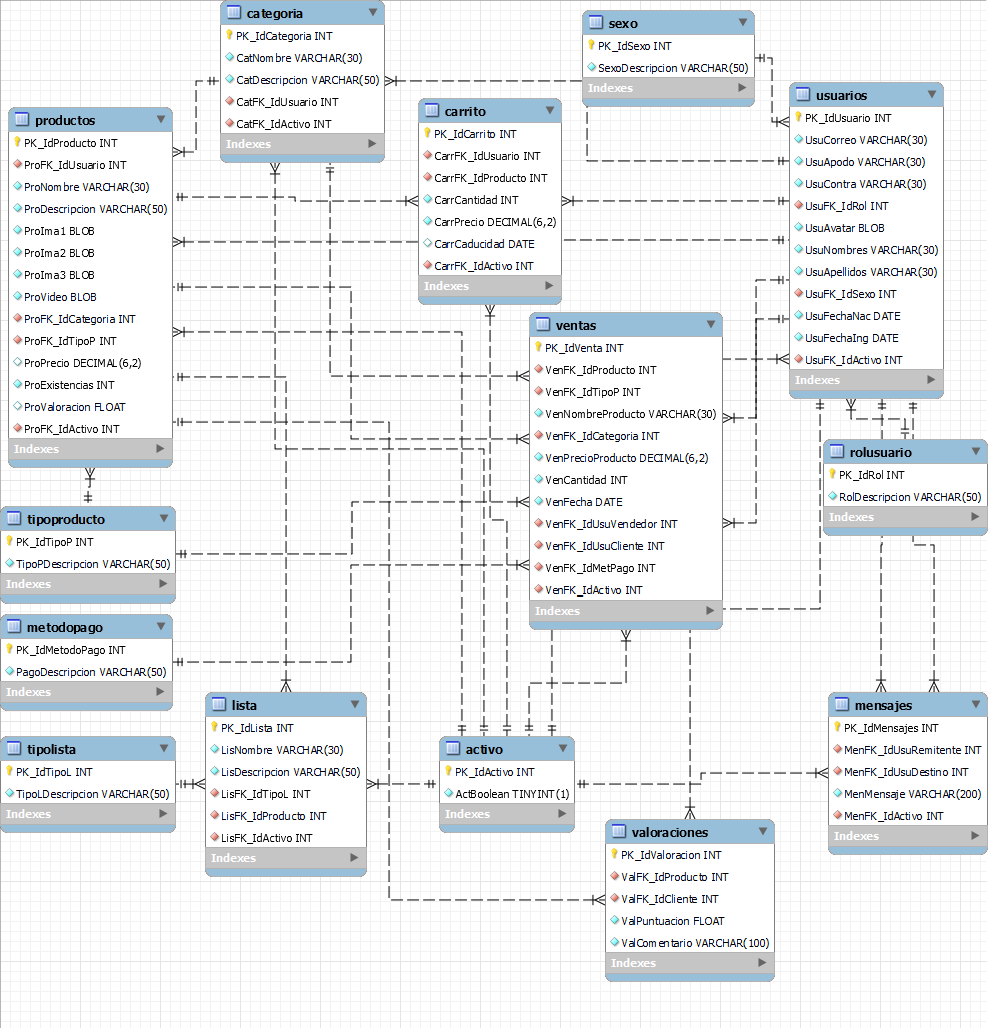 categoria
PK_IdCategoria INT
CatNombre VARCHAR(30)
CatDescripcion VARCHAR(50)
CatFK_IdUsuario INT
CatFK_IdActivo INT
Indexes
sexo
PK_IdSexo INT
SexoDescripcion VARCHAR(50)
Indexes
usuarios
PK_IdUsuario INT
UsuCorreo VARCHAR(30)
UsuApodo VARCHAR(30)
UsuContra VARCHAR(30)
UsuFK_IdRol INT
UsuAvatar BLOB
UsuNombres VARCHAR(30)
UsuApellidos VARCHAR(30)
UsuFK_IdSexo INT
UsuFechaNac DATE
UsuFechaIng DATE
UsuFK_IdActivo INT
Indexes
carrito
PK_IdCarrito INT
CarrFK_IdUsuario INT
CarrFK_IdProducto INT
CarrCantidad INT
CarrPrecio DECIMAL(6,2)
CarrCaducidad DATE
CarrFK_IdActivo INT
Indexes
productos
PK_IdProducto INT
ProFK_IdUsuario INT
ProNombre VARCHAR(30)
ProDescripcion VARCHAR(50)
ProIma1 BLOB
ProIma2 BLOB
ProIma3 BLOB
ProVideo BLOB
ProFK_IdCategoria INT
ProFK_IdTipoP INT
ProPrecio DECIMAL(6,2)
ProExistencias INT
ProValoracion FLOAT
ProFK_IdActivo INT
Indexes
ventas
PK_IdVenta INT
VenFK_IdProducto INT
VenFK_IdTipoP INT
VenNombreProducto VARCHAR(30)
VenFK_IdCategoria INT
VenPrecioProducto DECIMAL(6,2)
VenCantidad INT
VenFecha DATE
VenFK_IdUsuVendedor INT
VenFK_IdUsuCliente INT
VenFK_IdMetPago INT
VenFK_IdActivo INT
Indexes
rolusuario
PK_IdRol INT
RolDescripcion VARCHAR(50)
Indexes
tipoproducto
PK_IdTipoP INT
TipoPDescripcion VARCHAR(50)
Indexes
metodopago
PK_IdMetodoPago INT
PagoDescripcion VARCHAR(50)
Indexes
tipolista
PK_IdTipoL INT
TipoLDescripcion VARCHAR(50)
Indexes
lista
PK_IdLista INT
LisNombre VARCHAR(30)
LisDescripcion VARCHAR(50)
LisFK_IdTipoL INT
LisFK_IdProducto INT
LisFK_IdActivo INT
Indexes
activo
PK_IdActivo INT
ActBoolean TINYINT(1)
Indexes
mensajes
PK_IdMensajes INT
MenFK_IdUsuRemitente INT
MenFK_IdUsuDestino INT
MenMensaje VARCHAR(200)
MenFK_IdActivo INT
Indexes
valoraciones
PK_IdValoracion INT
ValFK_IdProducto INT
ValFK_IdCliente INT
ValPuntuacion FLOAT
ValComentario VARCHAR(100)
Indexes